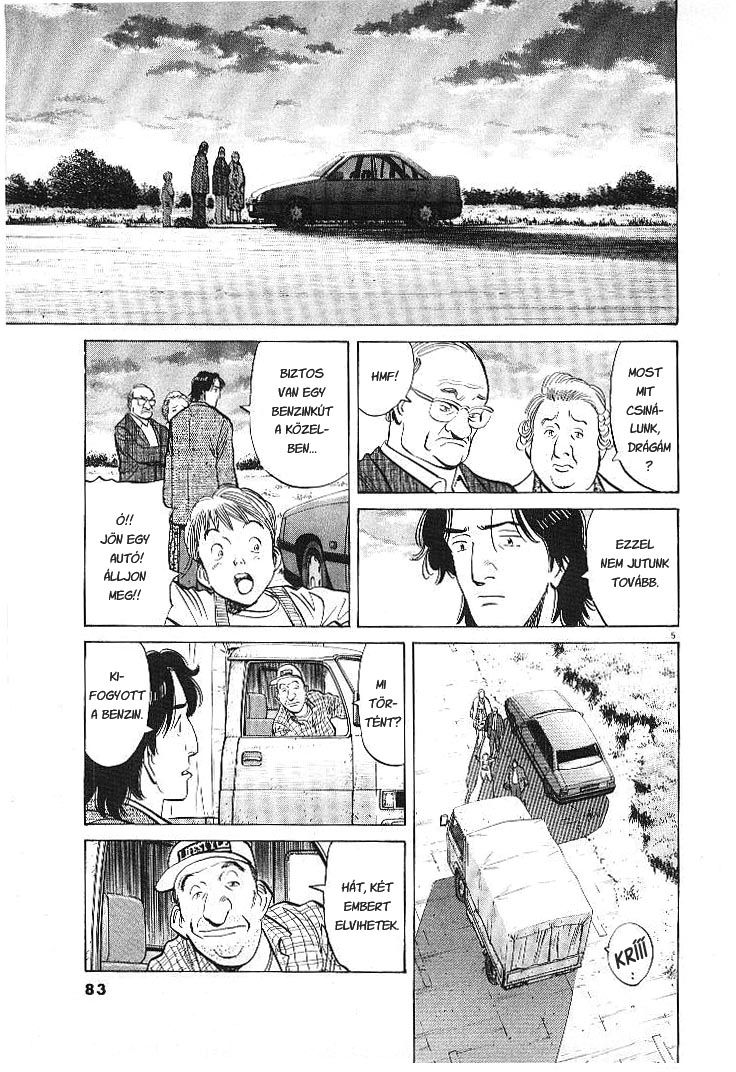 MOST
MIT
CSINÁ-
LUNK,
DRÁGÁM
?
HMF!
BIZTOS
VAN EGY
BENZINKÚT
A KÖZEL-
BEN...
Ó!!
JÖN EGY
AUTÓ!
ÁLLJON
MEG!!
EZZEL
NEM JUTUNK
TOVÁBB.
5
KRÍÍÍ
:
MI
TÖR-
TÉNT?
KI-
FOGYOTT
A BENZIN.
LIFESTYLE
HÁT, KÉT
EMBERT
ELVIHETEK.
83